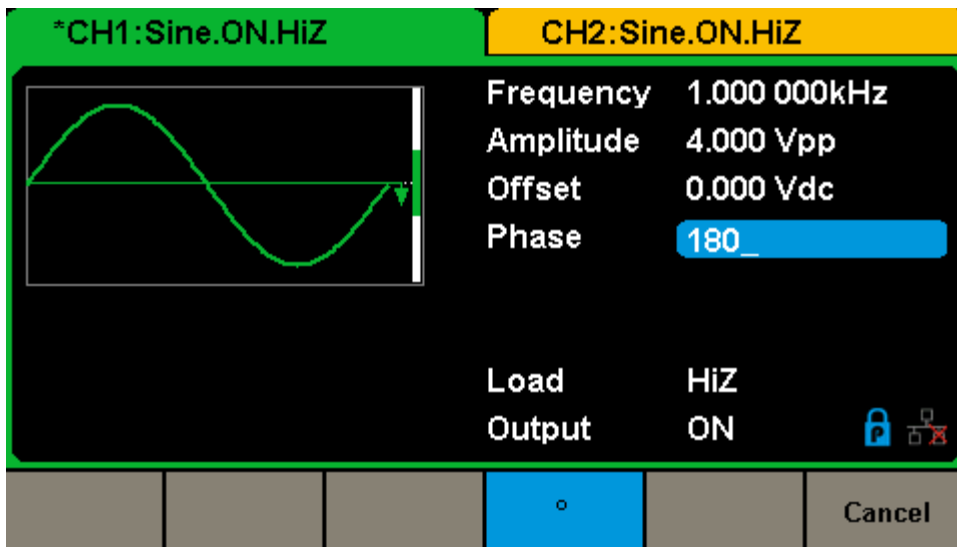 *CH1:Sine.ON.HiZ CH2:Sine.ON.HiZ
Frequency 1.000 000kHz
Amplitude 4.000 Vpp
Offset 0.000 Vdc
Phase 180_
Load HiZ
Output ON P
° Cancel